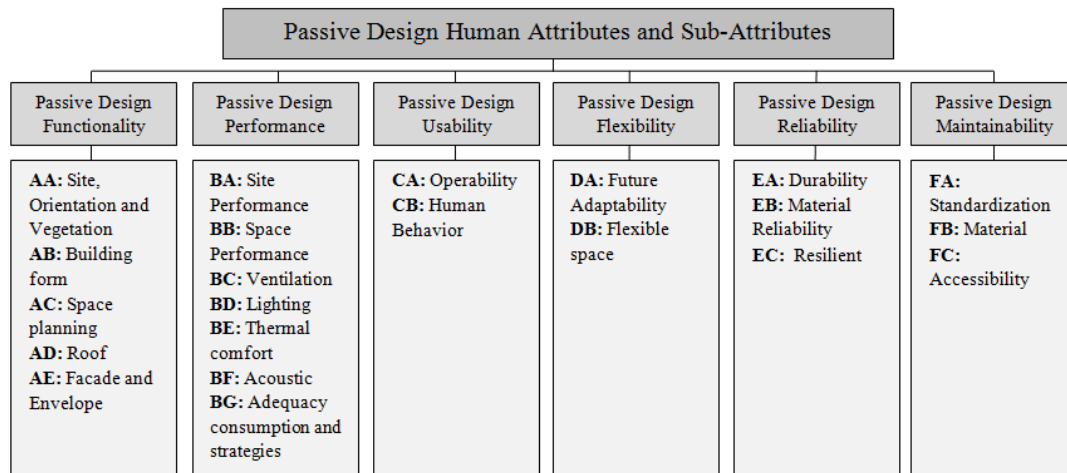 Passive Design Human Attributes and Sub-Attributes
Passive Design
Functionality
Passive Design
Performance
Passive Design
Usability
Passive Design
Flexibility
Passive Design
Reliability
Passive Design
Maintainability
AA: Site,
Orientation and
Vegetation
AB: Building
form
AC: Space
planning
AD: Roof
AE: Facade and
Envelope
BA: Site
Performance
BB: Space
Performance
BC: Ventilation
BD: Lighting
BE: Thermal
comfort
BF: Acoustic
BG: Adequacy
consumption and
strategies
CA: Operability
CB: Human
Behavior
DA: Future
Adaptability
DB: Flexible
space
EA: Durability
EB: Material
Reliability
EC: Resilient
FA:
Standardization
FB: Material
FC:
Accessibility